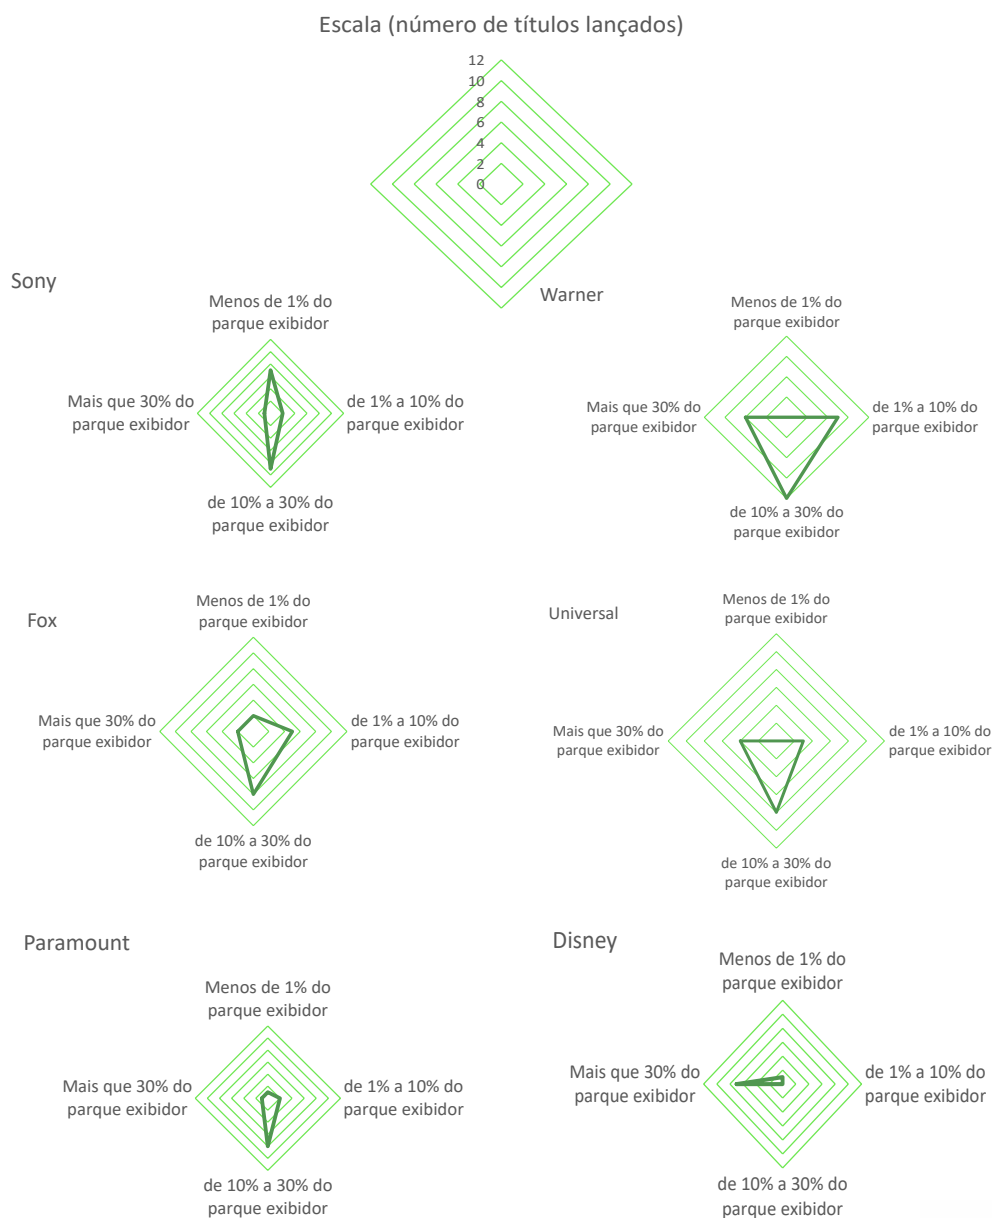 Escala (número de títulos lançados)
12
10
8
6
4
2
0
Sony
Menos de 1% do
parque exibidor
Mais que 30% do
parque exibidor
de 1% a 10% do
parque exibidor
de 10% a 30% do
parque exibidor
Warner
Menos de 1% do
parque exibidor
Mais que 30% do
parque exibidor
de 1% a 10% do
parque exibidor
de 10% a 30% do
parque exibidor
Fox
Menos de 1% do
parque exibidor
Mais que 30% do
parque exibidor
de 1% a 10% do
parque exibidor
de 10% a 30% do
parque exibidor
Universal
Menos de 1% do
parque exibidor
Mais que 30% do
parque exibidor
de 1% a 10% do
parque exibidor
de 10% a 30% do
parque exibidor
Paramount
Menos de 1% do
parque exibidor
Mais que 30% do
parque exibidor
de 1% a 10% do
parque exibidor
de 10% a 30% do
parque exibidor
Disney
Menos de 1% do
parque exibidor
Mais que 30% do
parque exibidor
de 1% a 10% do
parque exibidor
de 10% a 30% do
parque exibidor